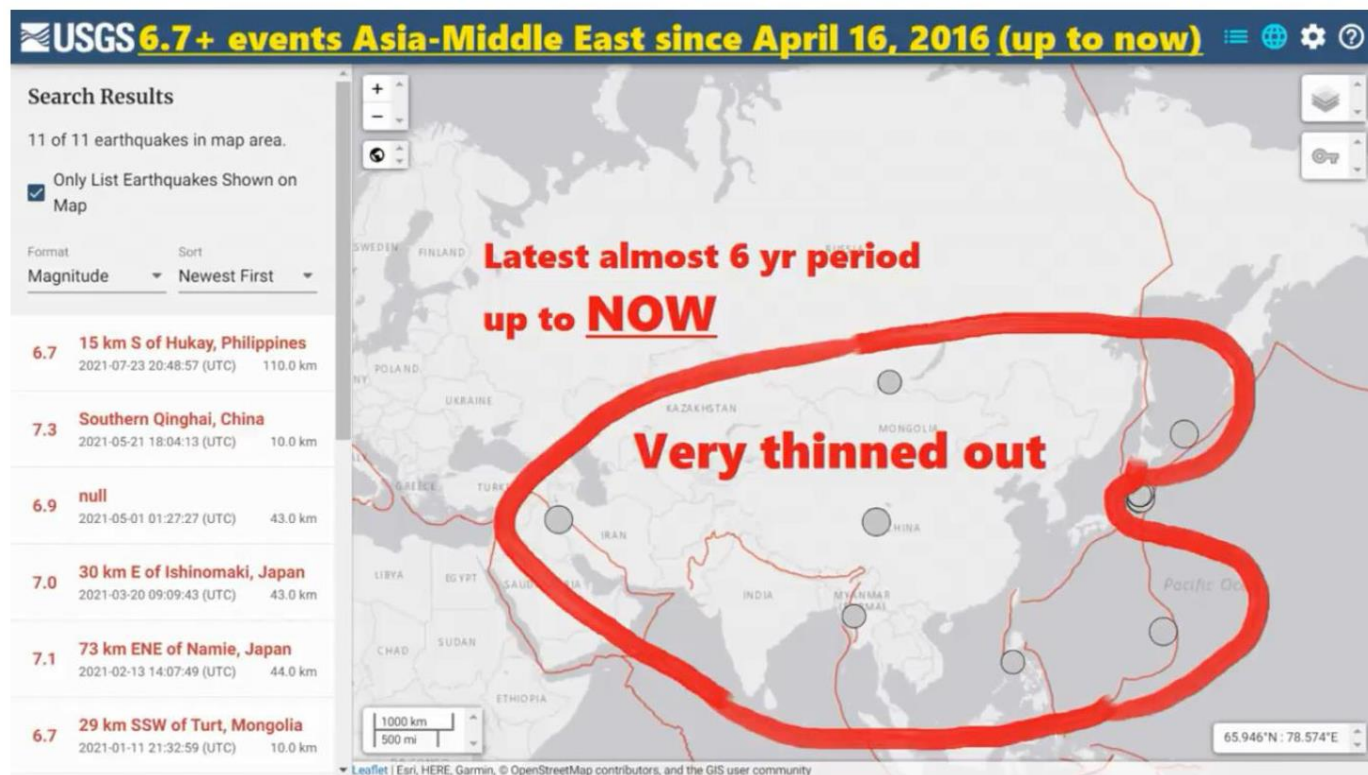 USGS 6.7+ events Asia-Middle East since April 16, 2016 (up to now)
Search Results
11 of 11 earthquakes in map area.
Only List Earthquakes Shown on
Map
Format Sort
Magnitude Newest First
6.7 15 km S of Hukay, Philippines
2021-07-23 20:48:57 (UTC) 110.0 km
7.3 Southern Qinghai, China
2021-05-21 18:04:13 (UTC) 10.0 km
6.9 null
2021-05-01 01:27:27 (UTC) 43.0 km
7.0 30 km E of Ishinomaki, Japan
2021-03-20 09:09:43 (UTC) 43.0 km
7.1 73 km ENE of Namie, Japan
2021-02-13 14:07:49 (UTC) 44.0 km
6.7 29 km SSW of Turt, Mongolia
2021-01-11 21:32:59 (UTC) 10.0 km
+
−
SWEDEN FINLAND
Latest almost 6 yr period
up to NOW
POLAND
UKRAINE
KAZAKHSTAN
MONGOLIA
Very thinned out
GREECE
IRAN
LIBYA EGYPT
INDIA
MYANMAR
Pacific
CHAD SUDAN
ETHIOPIA
1000 km
500 mi
65.946°N : 78.574°E
Leaflet | Esri, HERE, Garmin, © OpenStreetMap contributors, and the GIS user community